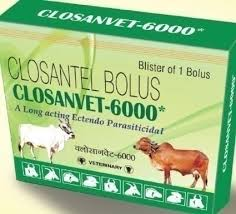 Blister of 1 Bolus
CLOSANTEL BOLUS
CLOSANVET-6000*
A Long acting Ectendo Parasiticidal
क्लोसानवेट-6000
VETERINARY